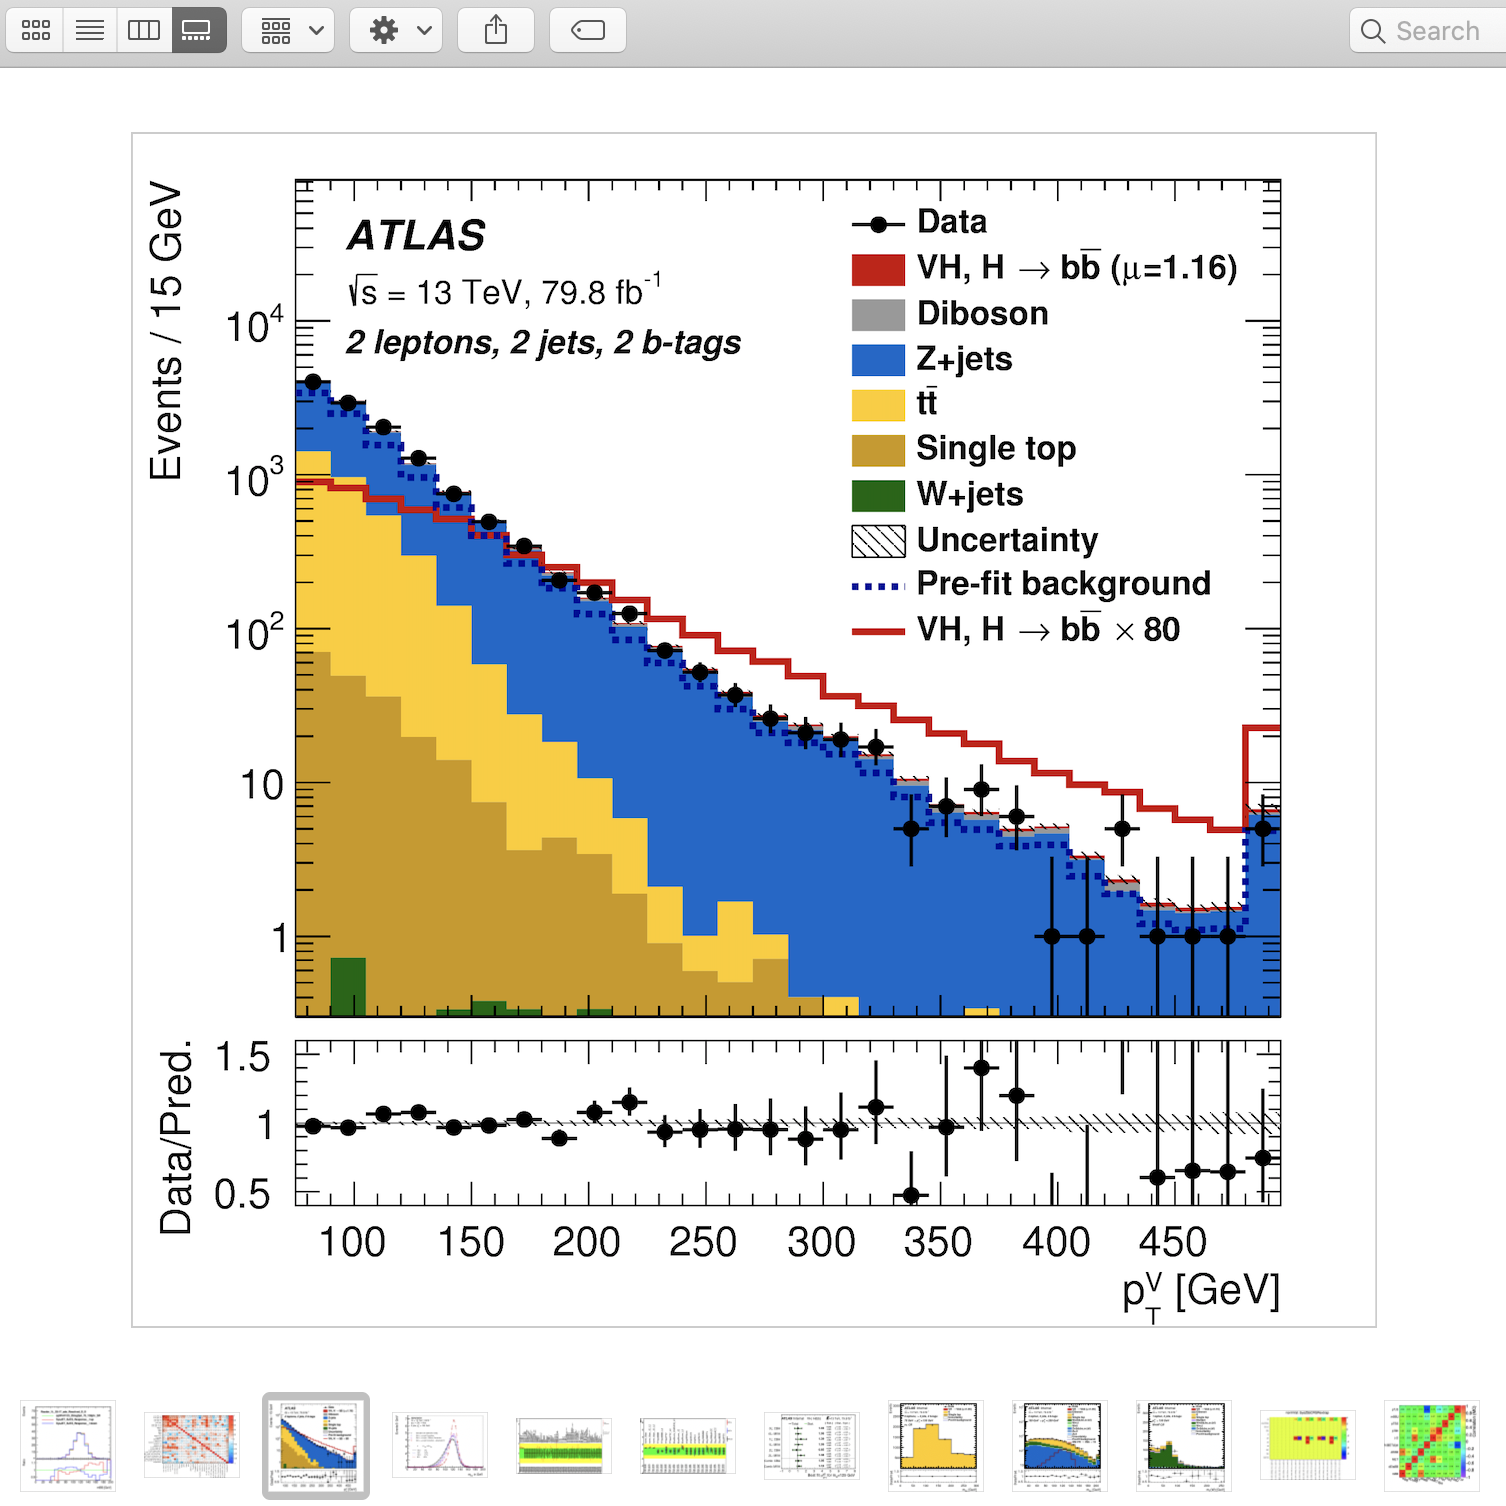 Search
Events / 15 GeV
ATLAS
√s = 13 TeV, 79.8 fb⁻¹
2 leptons, 2 jets, 2 b-tags
Data
VH, H → bb̅ (μ=1.16)
Diboson
Z+jets
tt̅
Single top
W+jets
Uncertainty
Pre-fit background
VH, H → bb̅ × 80
10⁴
10³
10²
10
1
Data/Pred.
1.5
1
0.5
100 150 200 250 300 350 400 450
p_T^V [GeV]